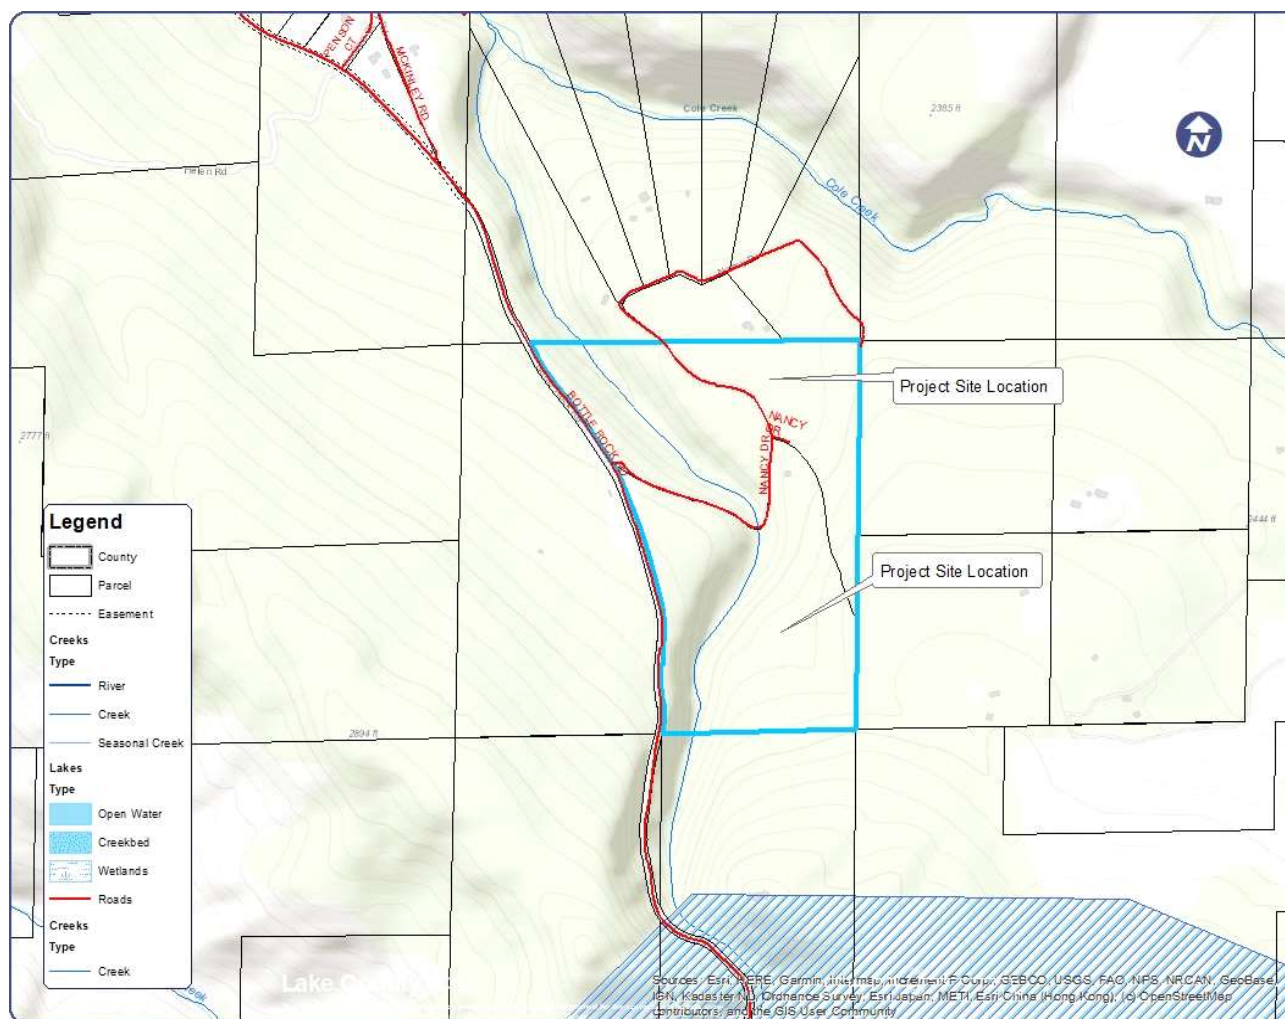 PENSON
CT
MCKINLEY RD
Cole Creek
2385 ft
N
Helen Rd
Cole Creek
Project Site Location
BOTTLE ROCK RD
NANCY
DR
NANCY DR
2777 ft
2444 ft
Project Site Location
Legend
County
Parcel
Easement
Creeks
Type
River
Creek
Seasonal Creek
Lakes
Type
Open Water
Creekbed
Wetlands
Roads
Creeks
Type
Creek
2894 ft
Sources: Esri, HERE, Garmin, Intermap, increment P Corp., GEBCO, USGS, FAO, NPS, NRCAN, GeoBase,
IGN, Kadaster NL, Ordnance Survey, Esri Japan, METI, Esri China (Hong Kong), (c) OpenStreetMap
contributors, and the GIS User Community